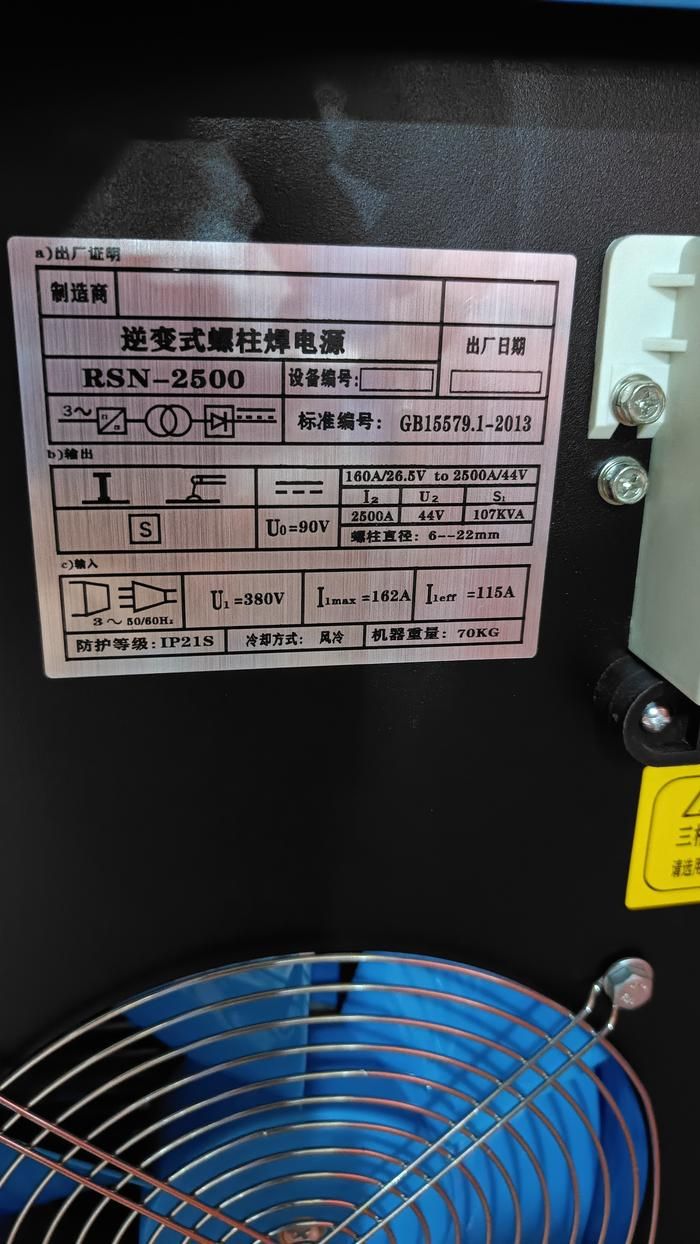 a)出厂证明
制造商
逆变式螺柱焊电源
出厂日期
RSN-2500
设备编号:
3~
标准编号: GB15579.1-2013
b)输出
160A/26.5V to 2500A/44V
I₂ U₂ S₁
S
U₀=90V
2500A 44V 107KVA
螺柱直径: 6--22mm
c)输入
3~50/60Hz
U₁=380V
I₁max=162A
I₁eff=115A
防护等级:IP21S
冷却方式: 风冷
机器重量: 70KG
请选用